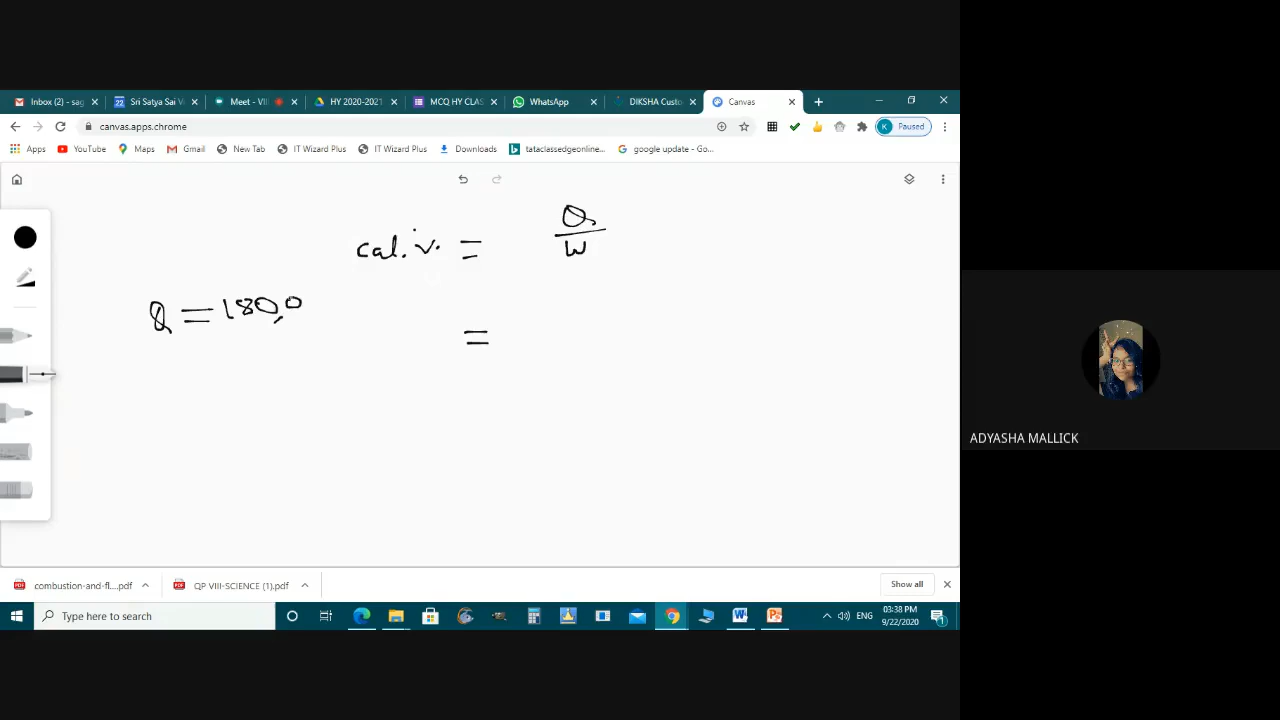 Inbox (2) - sag
Sri Satya Sai V
Meet - VIII
HY 2020-2021
MCQ HY CLAS
WhatsApp
DIKSHA Custo
Canvas
canvas.apps.chrome
Paused
Apps
YouTube
Maps
Gmail
New Tab
IT Wizard Plus
IT Wizard Plus
Downloads
tataclassedgeonline...
google update - Go...
cal. v. = Q/W
Q = 180,0
=
ADYASHA MALLICK
combustion-and-fl....pdf
QP VIII-SCIENCE (1).pdf
Show all
Type here to search
ENG
03:38 PM
9/22/2020